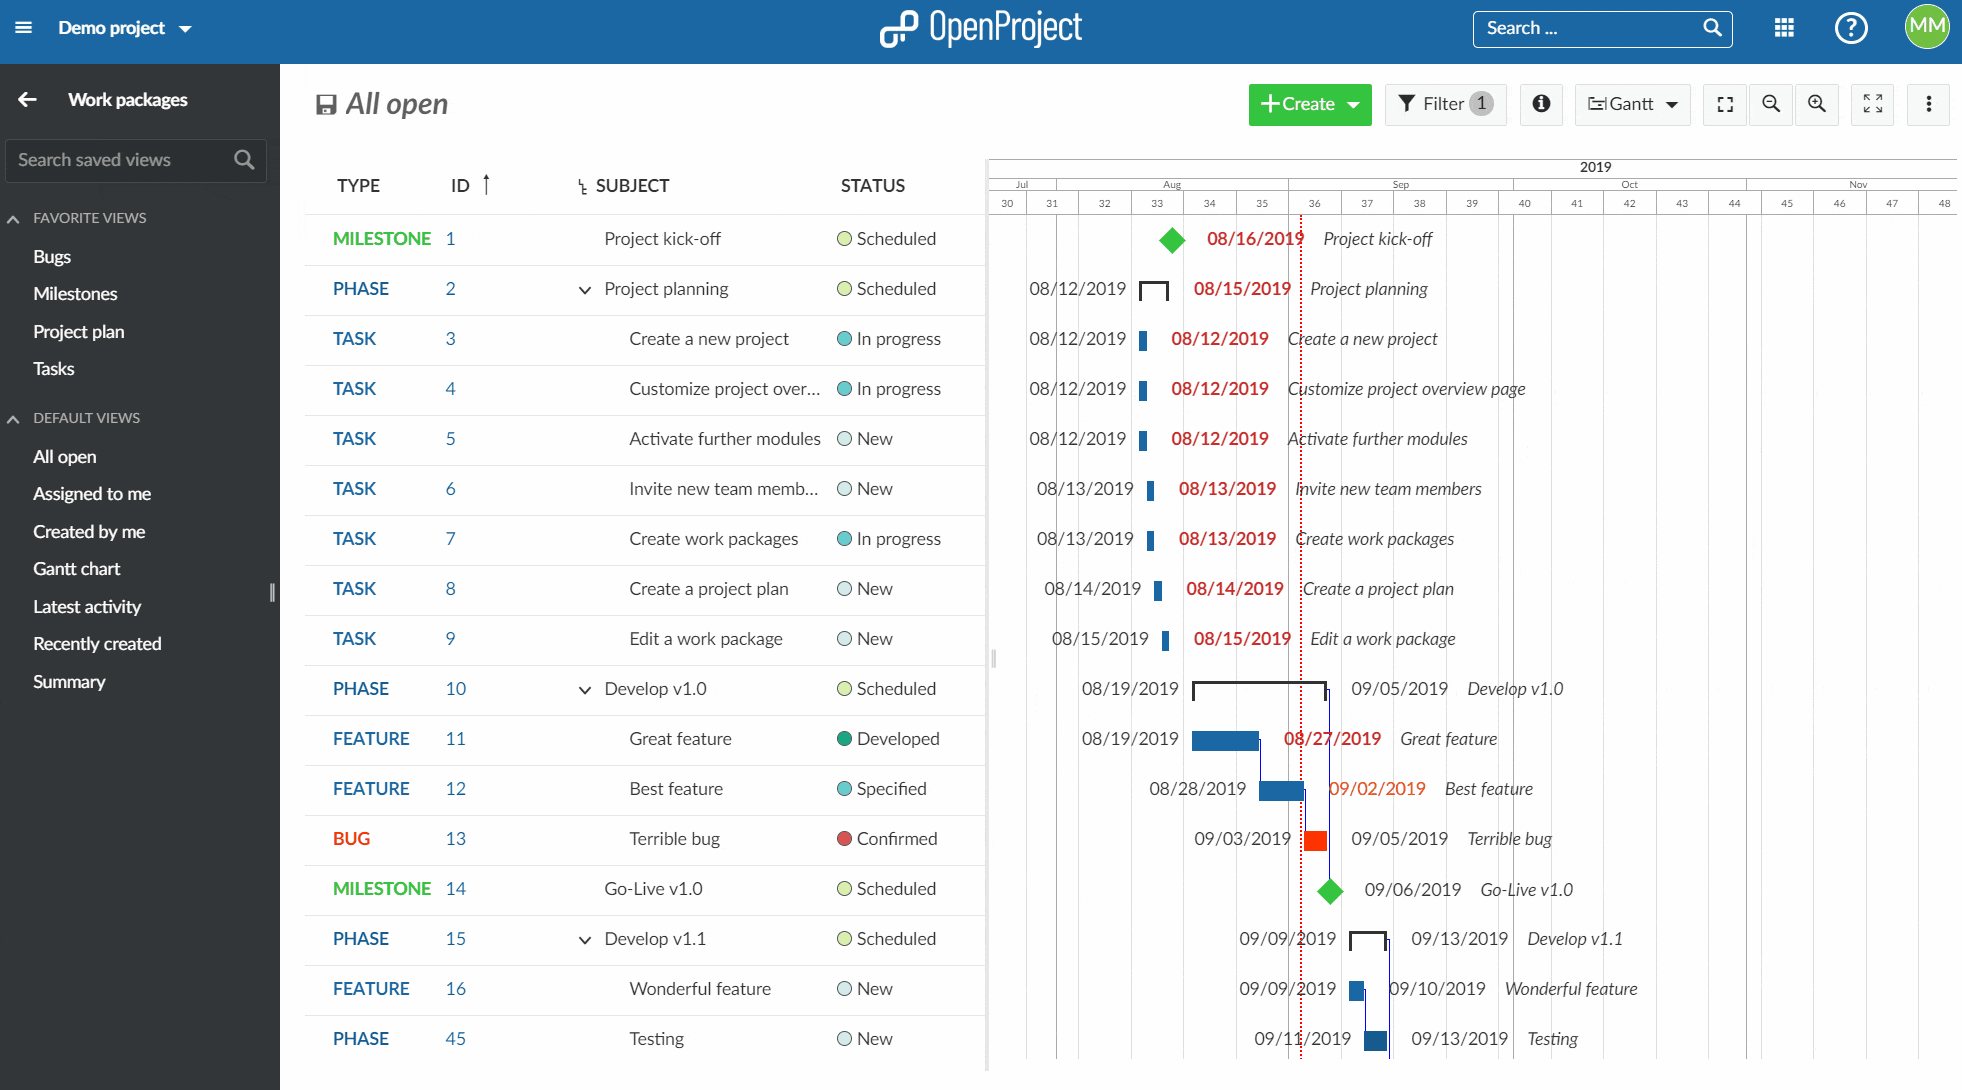 Demo project
OpenProject
Search ...
?
MM
Work packages
Search saved views
FAVORITE VIEWS
Bugs
Milestones
Project plan
Tasks
DEFAULT VIEWS
All open
Assigned to me
Created by me
Gantt chart
Latest activity
Recently created
Summary
All open
+Create
Filter 1
Gantt
TYPE ID SUBJECT STATUS
2019
Jul Aug Sep Oct Nov
30 31 32 33 34 35 36 37 38 39 40 41 42 43 44 45 46 47 48
MILESTONE 1 Project kick-off Scheduled 08/16/2019 Project kick-off
PHASE 2 Project planning Scheduled 08/12/2019 08/15/2019 Project planning
TASK 3 Create a new project In progress 08/12/2019 08/12/2019 Create a new project
TASK 4 Customize project over... In progress 08/12/2019 08/12/2019 Customize project overview page
TASK 5 Activate further modules New 08/12/2019 08/12/2019 Activate further modules
TASK 6 Invite new team memb... New 08/13/2019 08/13/2019 Invite new team members
TASK 7 Create work packages In progress 08/13/2019 08/13/2019 Create work packages
TASK 8 Create a project plan New 08/14/2019 08/14/2019 Create a project plan
TASK 9 Edit a work package New 08/15/2019 08/15/2019 Edit a work package
PHASE 10 Develop v1.0 Scheduled 08/19/2019 09/05/2019 Develop v1.0
FEATURE 11 Great feature Developed 08/19/2019 08/27/2019 Great feature
FEATURE 12 Best feature Specified 08/28/2019 09/02/2019 Best feature
BUG 13 Terrible bug Confirmed 09/03/2019 09/05/2019 Terrible bug
MILESTONE 14 Go-Live v1.0 Scheduled 09/06/2019 Go-Live v1.0
PHASE 15 Develop v1.1 Scheduled 09/09/2019 09/13/2019 Develop v1.1
FEATURE 16 Wonderful feature New 09/09/2019 09/10/2019 Wonderful feature
PHASE 45 Testing New 09/11/2019 09/13/2019 Testing